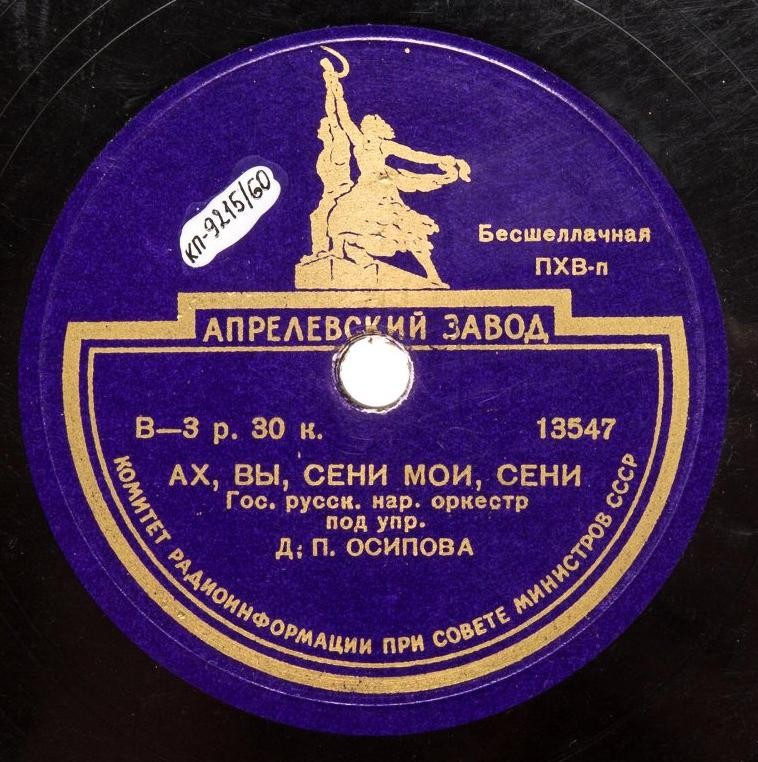 КП-9215/60
Бесшеллачная
ПХВ-п
АПРЕЛЕВСКИЙ ЗАВОД
В—3 р. 30 к. 13547
АХ, ВЫ, СЕНИ МОИ, СЕНИ
Гос. русск. нар. оркестр
под упр.
Д. П. ОСИПОВА
КОМИТЕТ РАДИОИНФОРМАЦИИ ПРИ СОВЕТЕ МИНИСТРОВ СССР